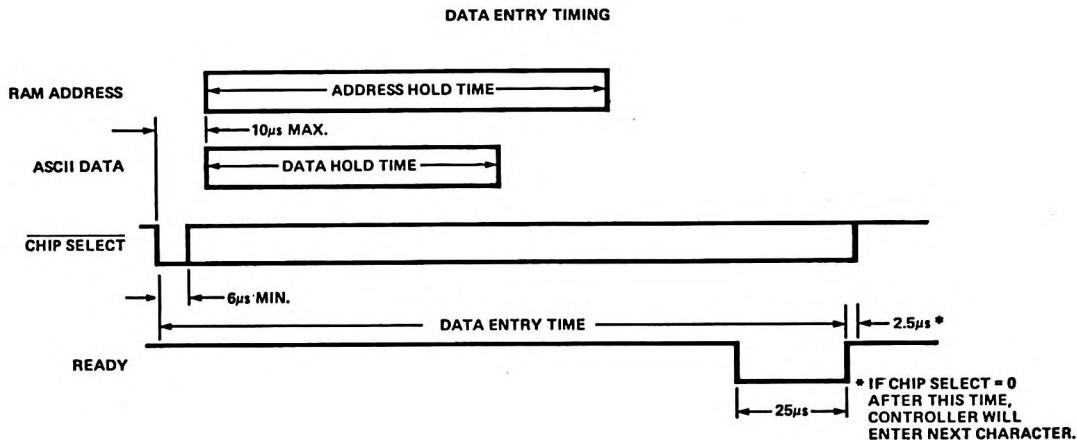 DATA ENTRY TIMING
RAM ADDRESS
ADDRESS HOLD TIME
10µs MAX.
ASCII DATA
DATA HOLD TIME
CHIP SELECT
6µs MIN.
DATA ENTRY TIME
2.5µs *
READY
25µs
* IF CHIP SELECT = 0
AFTER THIS TIME,
CONTROLLER WILL
ENTER NEXT CHARACTER.